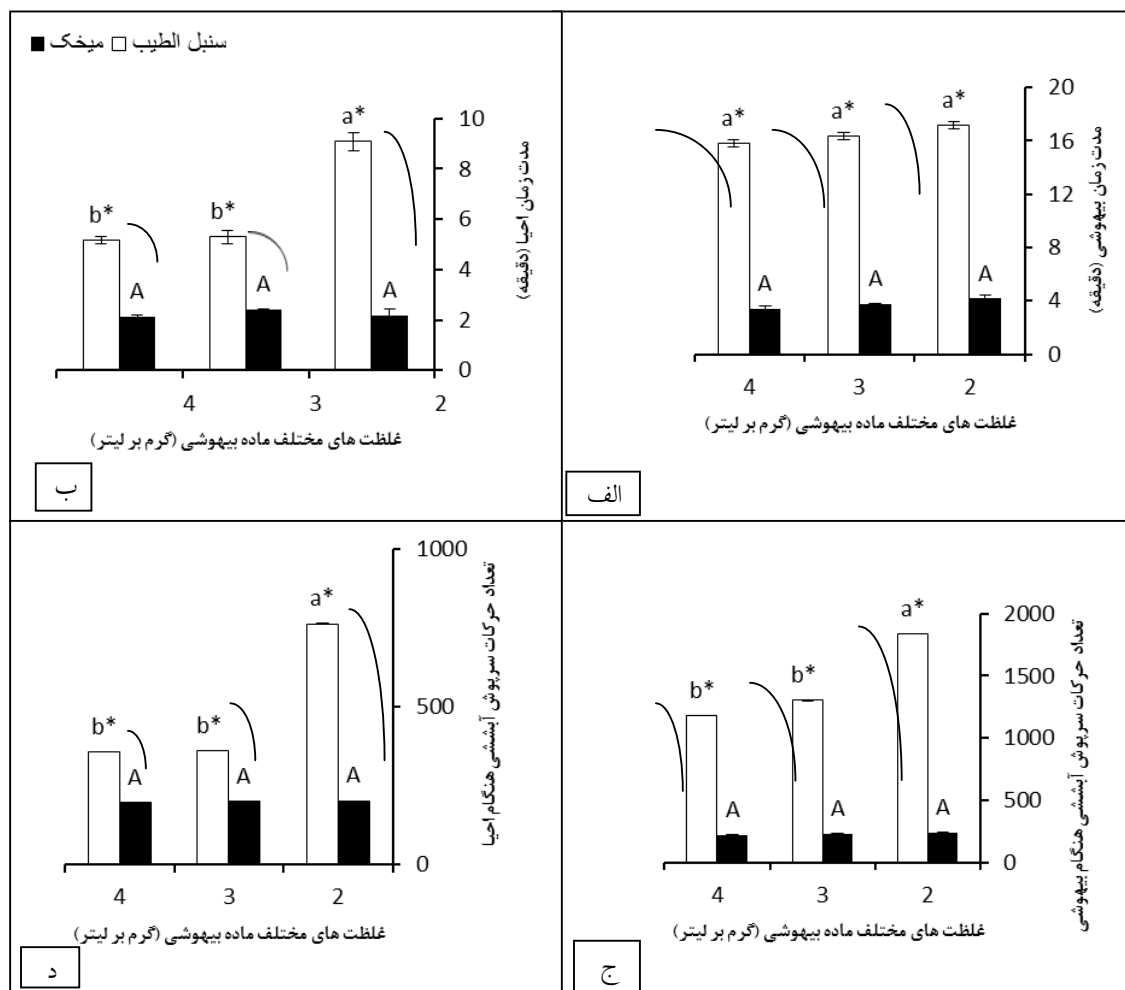 میخک سنبل الطیب
a* a* a*
A A A
20
16
12
8
4
0
2 3 4
مدت زمان بیهوشی (دقیقه)
غلظت های مختلف ماده بیهوشی (گرم بر لیتر)
الف
a* b* b*
A A A
10
8
6
4
2
0
2 3 4
مدت زمان احیا (دقیقه)
غلظت های مختلف ماده بیهوشی (گرم بر لیتر)
ب
a* b* b*
A A A
2000
1500
1000
500
0
2 3 4
تعداد حرکات سرپوش آبششی هنگام بیهوشی
غلظت های مختلف ماده بیهوشی (گرم بر لیتر)
ج
a* b* b*
A A A
1000
500
0
2 3 4
تعداد حرکات سرپوش آبششی هنگام احیا
غلظت های مختلف ماده بیهوشی (گرم بر لیتر)
د